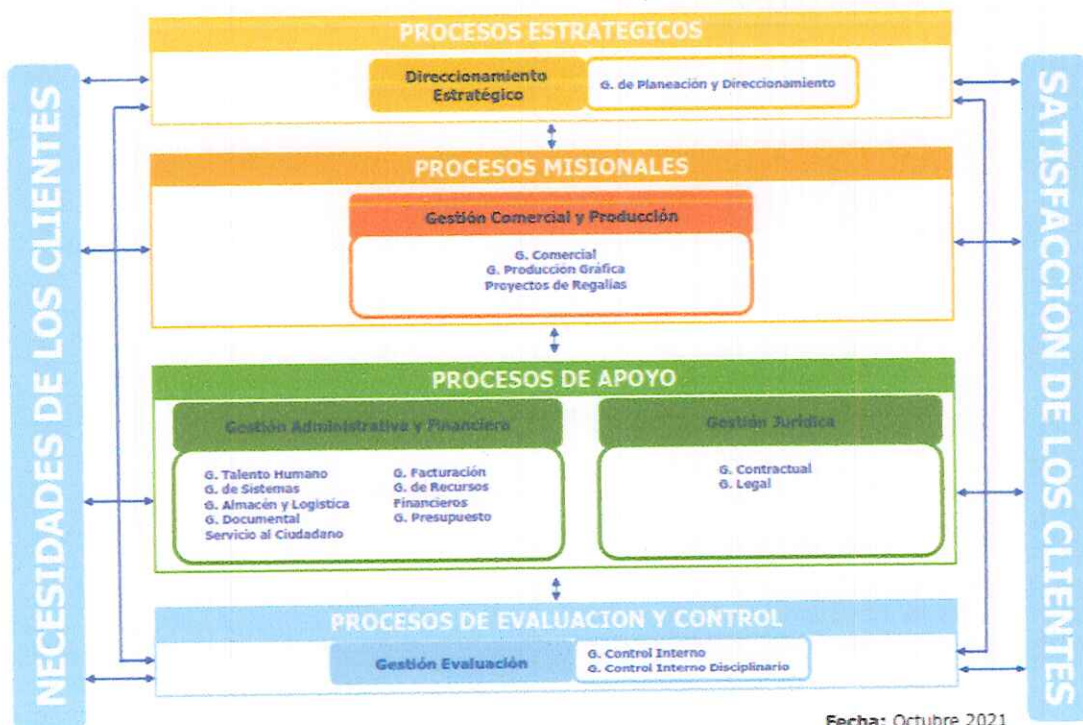 PROCESOS ESTRATEGICOS
Direccionamiento
Estratégico
G. de Planeación y Direccionamiento
NECESIDADES DE LOS CLIENTES
SATISFACCION DE LOS CLIENTES
PROCESOS MISIONALES
Gestión Comercial y Producción
G. Comercial
G. Producción Gráfica
Proyectos de Regalías
PROCESOS DE APOYO
Gestión Administrativa y Financiera
G. Talento Humano
G. de Sistemas
G. Almacén y Logística
G. Documental
Servicio al Ciudadano
G. Facturación
G. de Recursos
Financieros
G. Presupuesto
Gestión Jurídica
G. Contractual
G. Legal
PROCESOS DE EVALUACION Y CONTROL
Gestión Evaluación
G. Control Interno
G. Control Interno Disciplinario
Fecha: Octubre 2021